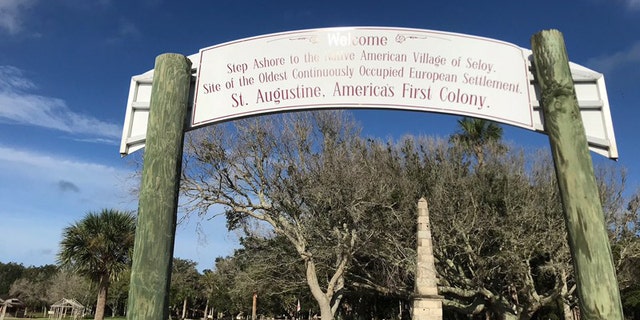 Welcome
Step Ashore to the Native American Village of Seloy.
Site of the Oldest Continuously Occupied European Settlement.
St. Augustine, America's First Colony.